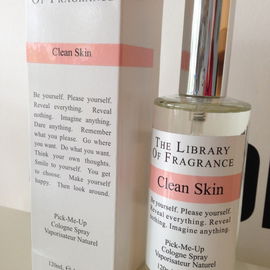 OF FRAGRANCE
Clean Skin
Be yourself. Please yourself.
Reveal everything. Reveal
nothing. Imagine anything.
Dare anything. Remember
what you please. Go where
you want. Do what you want.
Think your own thoughts.
Smile to yourself. You get
to choose. Make yourself
happy. Then look around.
Pick-Me-Up
Cologne Spray
Vaporisateur Naturel
120mL
THE LIBRARY
OF FRAGRANCE
Clean Skin
Be yourself. Please yourself.
Reveal everything. Reveal
nothing. Imagine anything.
Pick-Me-Up
Cologne Spray
Vaporisateur Naturel